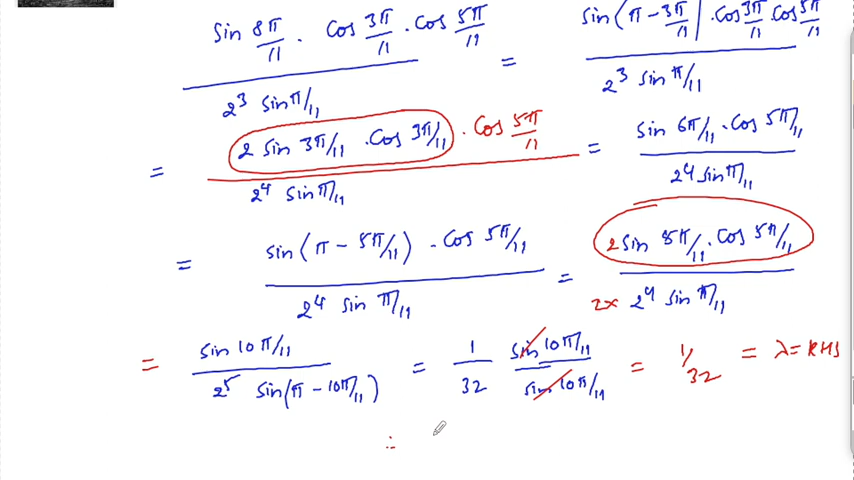 sin 8π/11 · cos 3π/11 · cos 5π/11 / 2³ sin π/11 = sin(π − 3π/11) · cos 3π/11 cos 5π/11 / 2³ sin π/11
= 2 sin 3π/11 · cos 3π/11 · cos 5π/11 / 2⁴ sin π/11 = sin 6π/11 · cos 5π/11 / 2⁴ sin π/11
= sin(π − 5π/11) · cos 5π/11 / 2⁴ sin π/11 = 2 sin 5π/11 · cos 5π/11 / 2× 2⁴ sin π/11
= sin 10π/11 / 2⁵ sin(π − 10π/11) = 1/32 sin 10π/11 / sin 10π/11 = 1/32 = λ = RHS